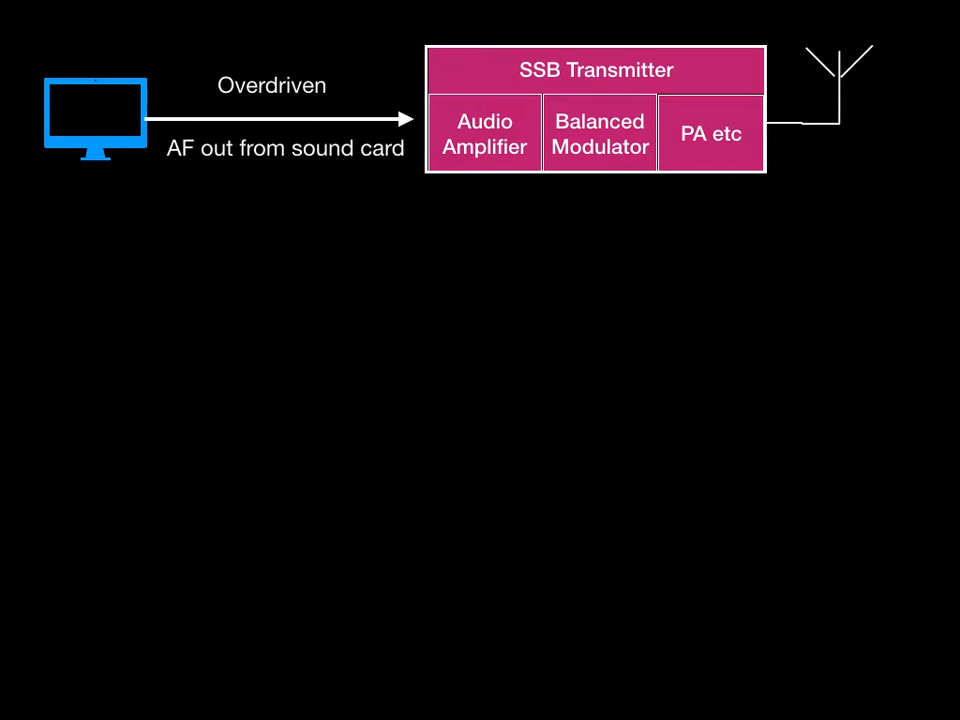 Overdriven
AF out from sound card
SSB Transmitter
Audio
Amplifier
Balanced
Modulator
PA etc